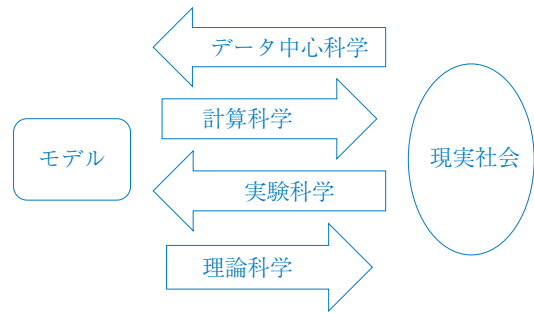 データ中心科学
計算科学
モデル
現実社会
実験科学
理論科学